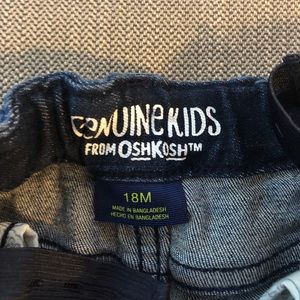 GENUINE KIDS
FROM OSHKOSH™
18M
MADE IN BANGLADESH
HECHO EN BANGLADESH